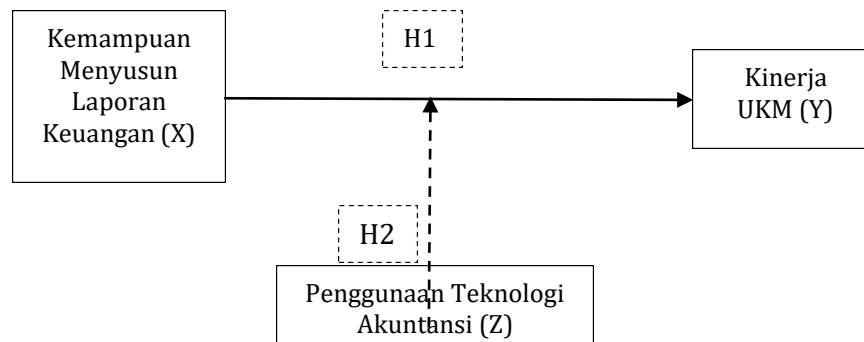 Kemampuan
Menyusun
Laporan
Keuangan (X)
H1
Kinerja
UKM (Y)
H2
Penggunaan Teknologi
Akuntansi (Z)